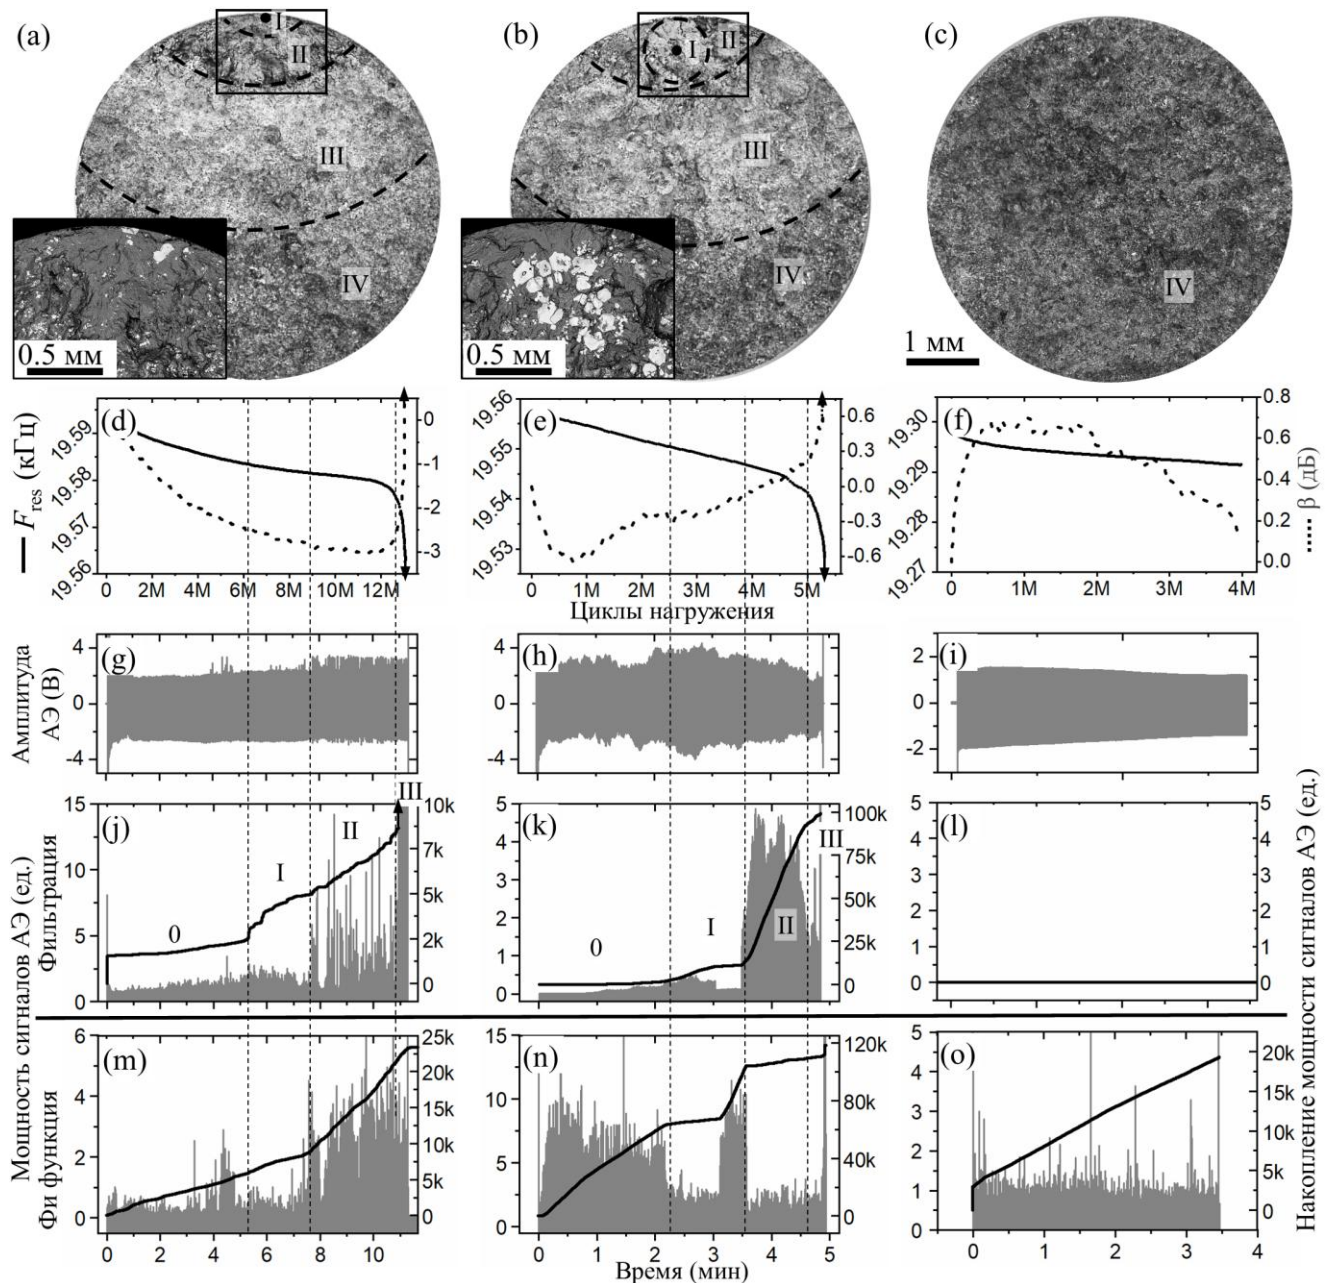 (a) I II III IV 0.5 мм
(b) I II III IV 0.5 мм
(c) IV 1 мм
(d) F_res (кГц) 19.59 19.58 19.57 19.56
0 -1 -2 -3
0 2M 4M 6M 8M 10M 12M
(e) 19.56 19.55 19.54 19.53
0.6 0.3 0.0 -0.3 -0.6
0 1M 2M 3M 4M 5M
Циклы нагружения
(f) 19.30 19.29 19.28 19.27
0.8 0.6 0.4 0.2 0.0
β (дБ)
0 1M 2M 3M 4M
Амплитуда
АЭ (В)
(g) 4 0 -4
(h) 4 0 -4
(i) 2 0 -2
Мощность сигналов АЭ (ед.)
Фильтрация
(j) 15 10 5 0
0 I II III
10k 7k 5k 2k 0
(k) 5 4 3 2 1 0
0 I II III
100k 75k 50k 25k 0
(l) 5 4 3 2 1 0
5 4 3 2 1 0
Накопление мощности сигналов АЭ (ед.)
Фи функция
(m) 6 4 2 0
25k 20k 15k 10k 5k 0
0 2 4 6 8 10
(n) 15 13 10 7 5 3 0
120k 80k 40k 0
0 1 2 3 4 5
Время (мин)
(o) 5 4 3 2 1 0
20k 15k 10k 5k 0
0 1 2 3 4